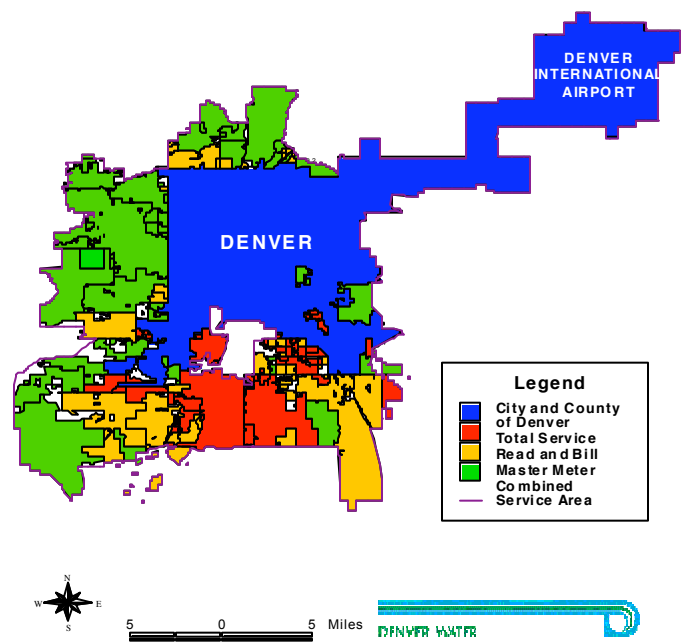 DENVER
INTERNATIONAL
AIRPORT
DENVER
Legend
City and County
of Denver
Total Service
Read and Bill
Master Meter
Combined
Service Area
N
W E
S
5 0 5 Miles
DENVER WATER